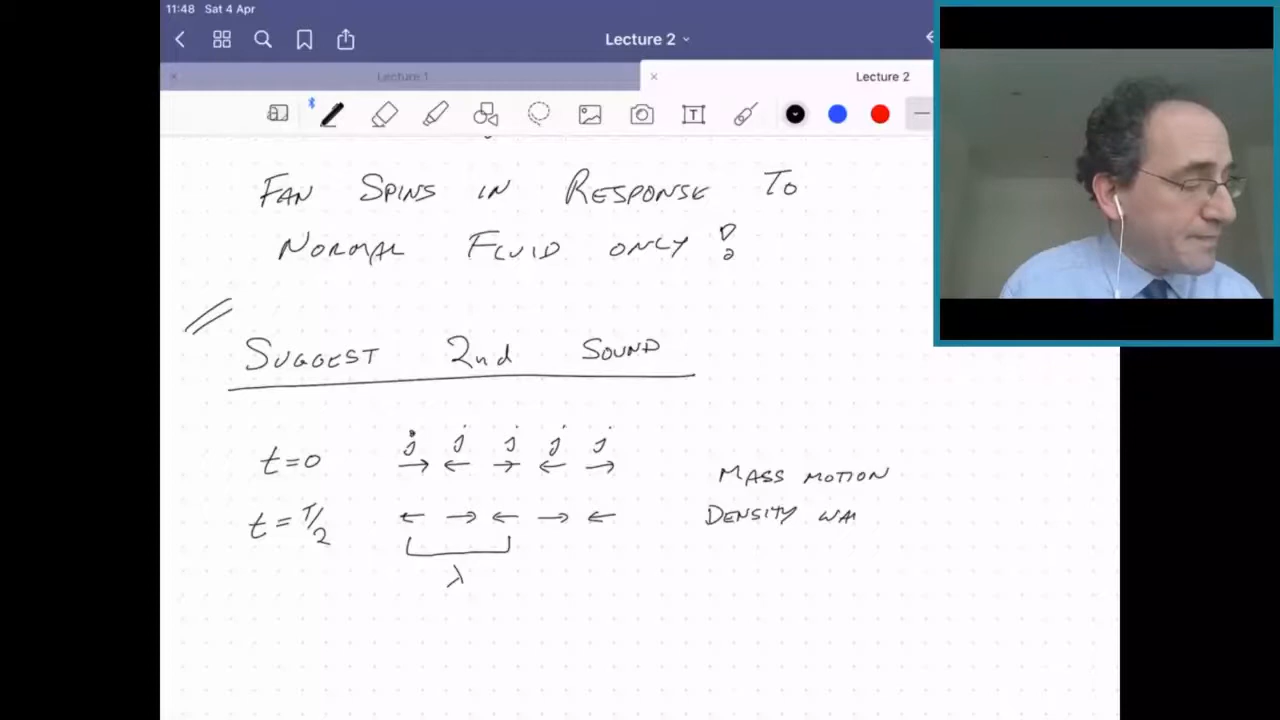 11:48 Sat 4 Apr
Lecture 2
Lecture 1
Lecture 2
FAN SPINS IN RESPONSE TO
NORMAL FLUID ONLY !
SUGGEST 2nd SOUND
t=0 j j j j j
→ ← → ← →
MASS MOTION
t=T/2 ← → ← → ←
DENSITY WA
λ